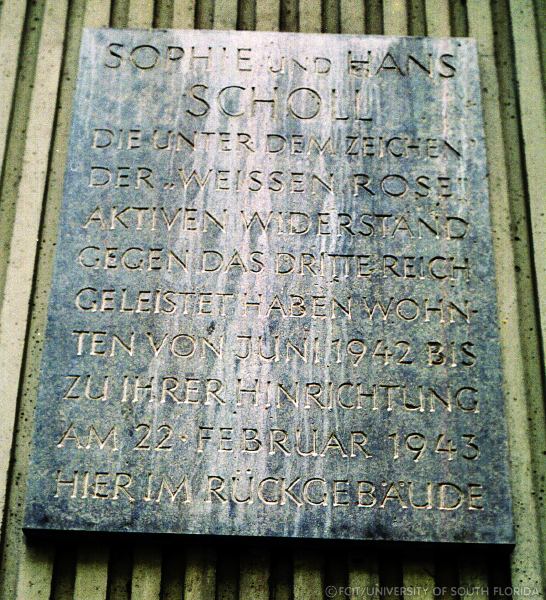 SOPHIE UND HANS
SCHOLL
DIE UNTER DEM ZEICHEN
DER „WEISSEN ROSE“
AKTIVEN WIDERSTAND
GEGEN DAS DRITTE REICH
GELEISTET HABEN WOHN-
TEN VON JUNI 1942 BIS
ZU IHRER HINRICHTUNG
AM 22. FEBRUAR 1943
HIER IM RÜCKGEBÄUDE
©FCIT/UNIVERSITY OF SOUTH FLORIDA